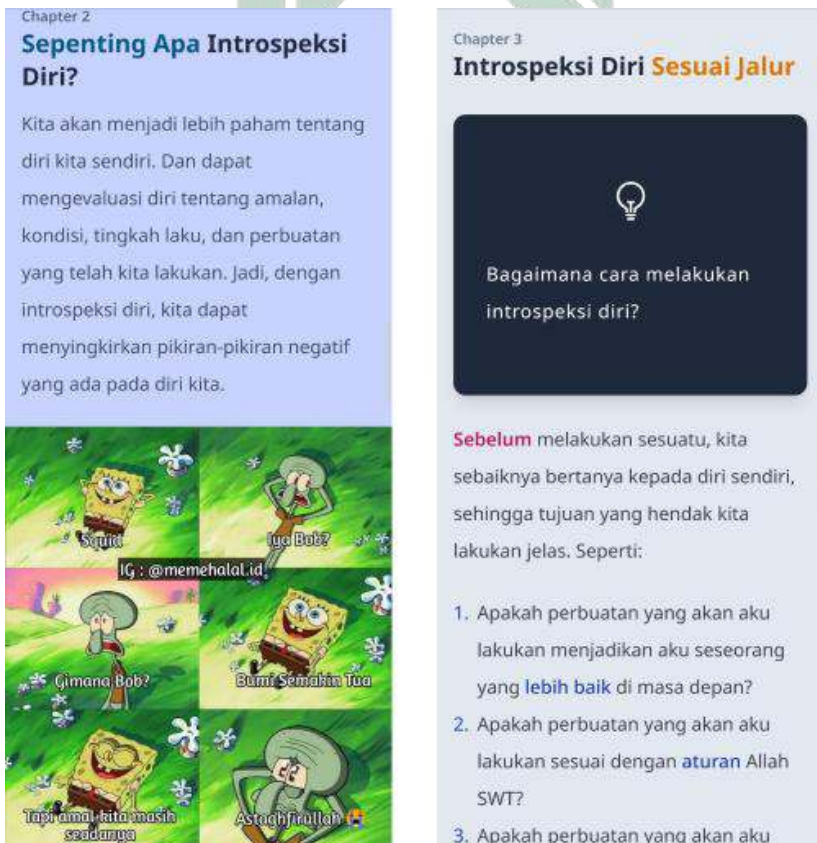 Chapter 2
Sepenting Apa Introspeksi
Diri?
Kita akan menjadi lebih paham tentang
diri kita sendiri. Dan dapat
mengevaluasi diri tentang amalan,
kondisi, tingkah laku, dan perbuatan
yang telah kita lakukan. Jadi, dengan
introspeksi diri, kita dapat
menyingkirkan pikiran-pikiran negatif
yang ada pada diri kita.
Squid
Iya Bob?
IG : @memehalal.id
Gimana Bob?
Bumi Semakin Tua
Tapi amal kita masih
seadanya
Astaghfirullah 😭
Chapter 3
Introspeksi Diri Sesuai Jalur
Bagaimana cara melakukan
introspeksi diri?
Sebelum melakukan sesuatu, kita
sebaiknya bertanya kepada diri sendiri,
sehingga tujuan yang hendak kita
lakukan jelas. Seperti:
1. Apakah perbuatan yang akan aku
lakukan menjadikan aku seseorang
yang lebih baik di masa depan?
2. Apakah perbuatan yang akan aku
lakukan sesuai dengan aturan Allah
SWT?
3. Apakah perbuatan yang akan aku